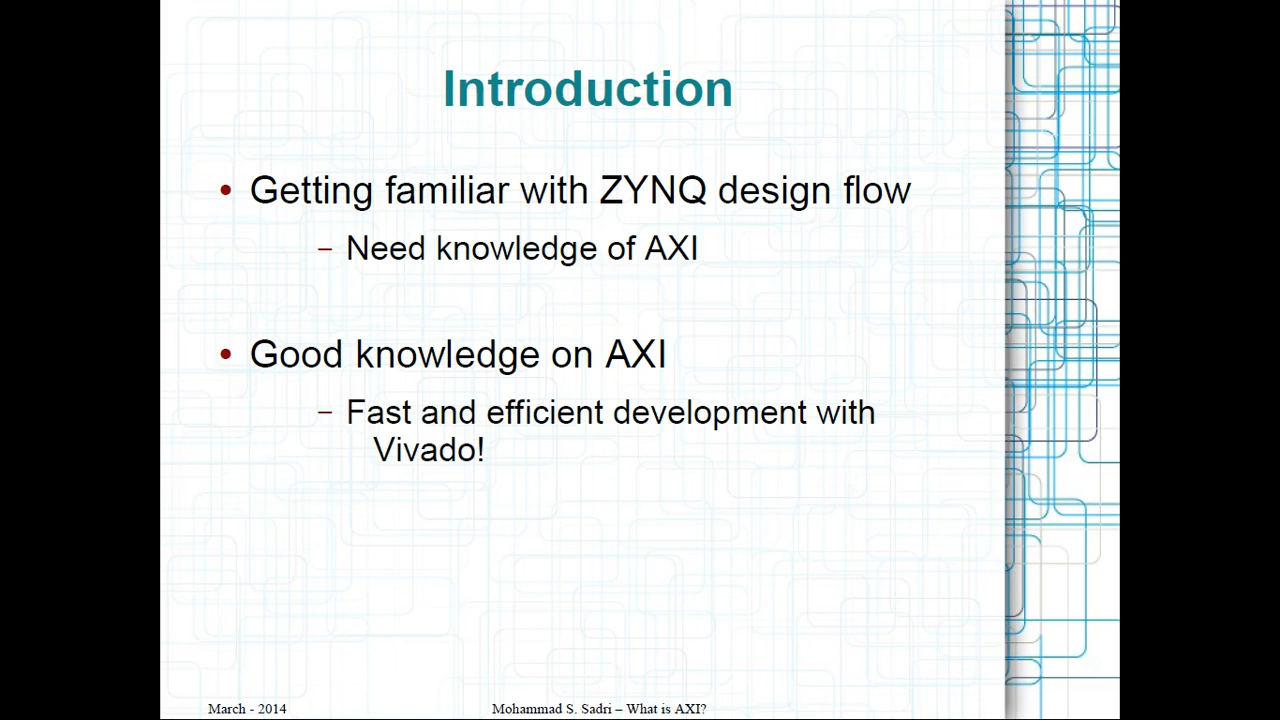 Introduction
• Getting familiar with ZYNQ design flow
– Need knowledge of AXI
• Good knowledge on AXI
– Fast and efficient development with
Vivado!
March - 2014
Mohammad S. Sadri – What is AXI?